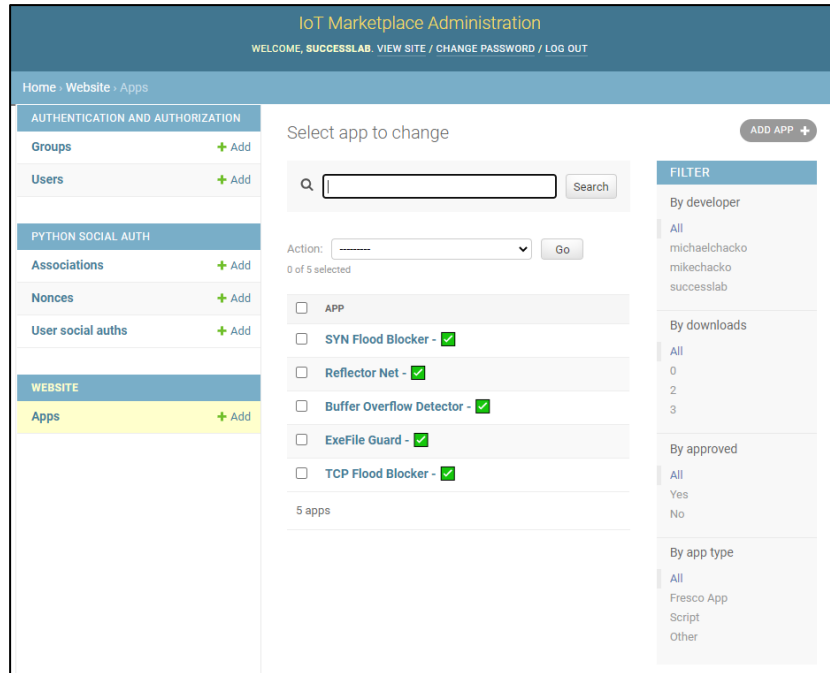 IoT Marketplace Administration
WELCOME, SUCCESSLAB. VIEW SITE / CHANGE PASSWORD / LOG OUT
Home › Website › Apps
AUTHENTICATION AND AUTHORIZATION
Groups + Add
Users + Add
PYTHON SOCIAL AUTH
Associations + Add
Nonces + Add
User social auths + Add
WEBSITE
Apps + Add
Select app to change
ADD APP +
Search
Action: ---------
Go
0 of 5 selected
APP
SYN Flood Blocker - ✅
Reflector Net - ✅
Buffer Overflow Detector - ✅
ExeFile Guard - ✅
TCP Flood Blocker - ✅
5 apps
FILTER
By developer
All
michaelchacko
mikechacko
successlab
By downloads
All
0
2
3
By approved
All
Yes
No
By app type
All
Fresco App
Script
Other